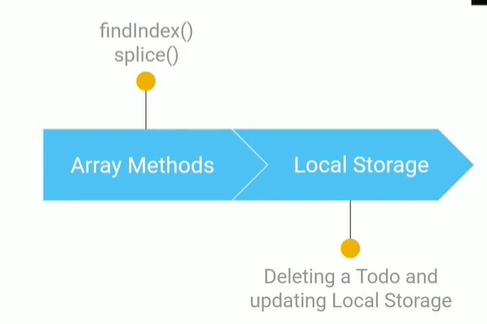 findIndex()
splice()
Array Methods
Local Storage
Deleting a Todo and
updating Local Storage